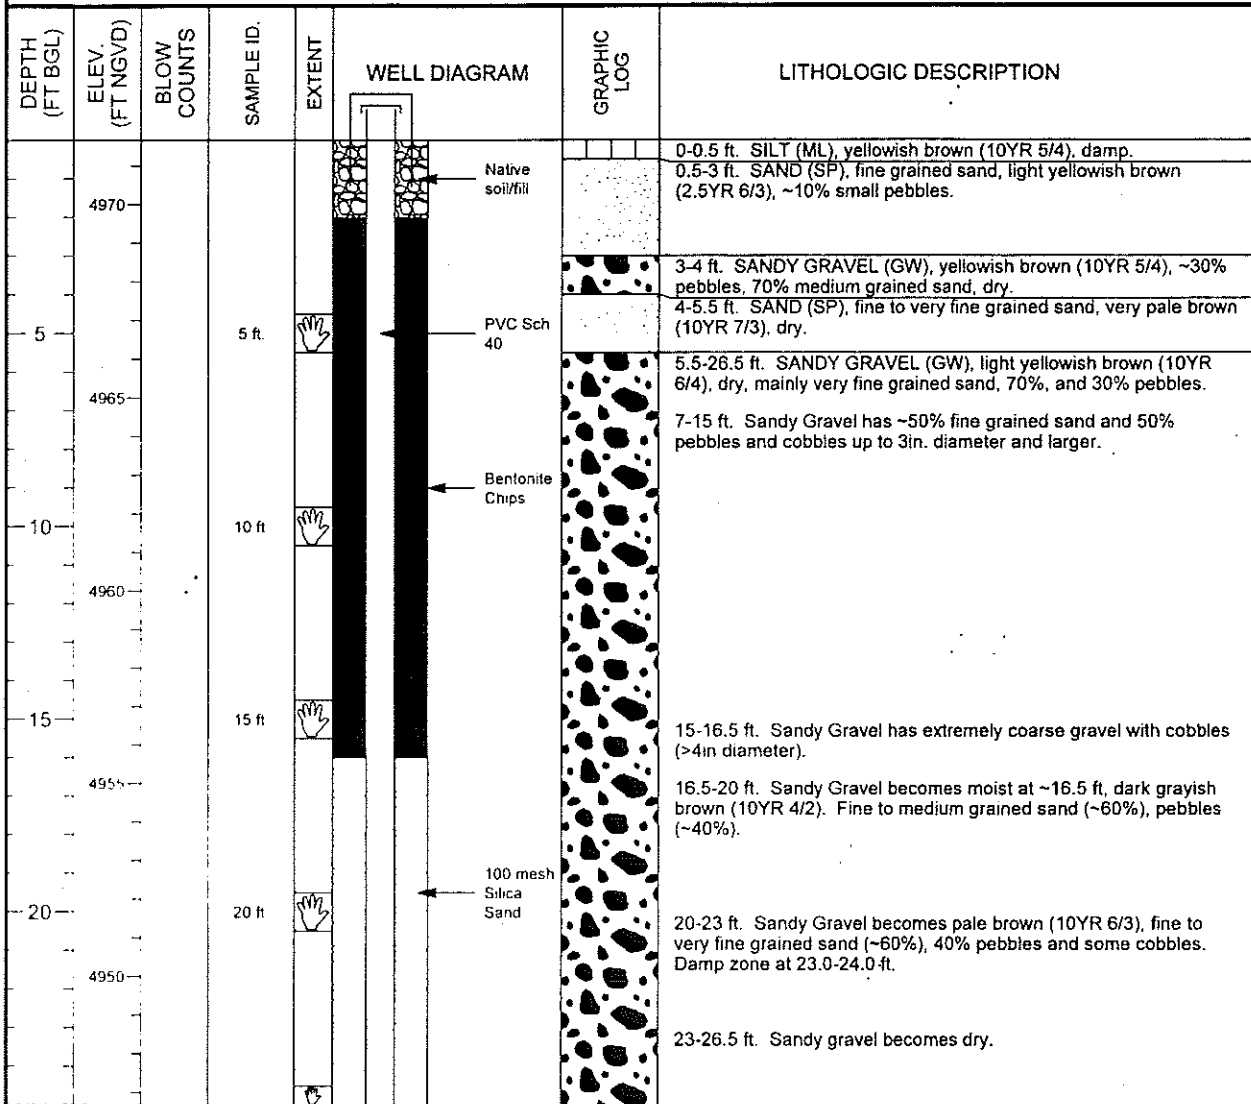 DEPTH
(FT BGL)
ELEV.
(FT NGVD)
BLOW
COUNTS
SAMPLE ID.
EXTENT
WELL DIAGRAM
GRAPHIC
LOG
LITHOLOGIC DESCRIPTION
0-0.5 ft. SILT (ML), yellowish brown (10YR 5/4), damp.
0.5-3 ft. SAND (SP), fine grained sand, light yellowish brown
(2.5YR 6/3), ~10% small pebbles.
Native
soil/fill
4970
3-4 ft. SANDY GRAVEL (GW), yellowish brown (10YR 5/4), ~30%
pebbles, 70% medium grained sand, dry.
4-5.5 ft. SAND (SP), fine to very fine grained sand, very pale brown
(10YR 7/3), dry.
5
5 ft.
PVC Sch
40
5.5-26.5 ft. SANDY GRAVEL (GW), light yellowish brown (10YR
6/4), dry, mainly very fine grained sand, 70%, and 30% pebbles.
4965
7-15 ft. Sandy Gravel has ~50% fine grained sand and 50%
pebbles and cobbles up to 3in. diameter and larger.
Bentonite
Chips
10
10 ft
4960
15
15 ft
15-16.5 ft. Sandy Gravel has extremely coarse gravel with cobbles
(>4in diameter).
4955
16.5-20 ft. Sandy Gravel becomes moist at ~16.5 ft, dark grayish
brown (10YR 4/2). Fine to medium grained sand (~60%), pebbles
(~40%).
100 mesh
Silica
Sand
20
20 ft
20-23 ft. Sandy Gravel becomes pale brown (10YR 6/3), fine to
very fine grained sand (~60%), 40% pebbles and some cobbles.
Damp zone at 23.0-24.0 ft.
4950
23-26.5 ft. Sandy gravel becomes dry.